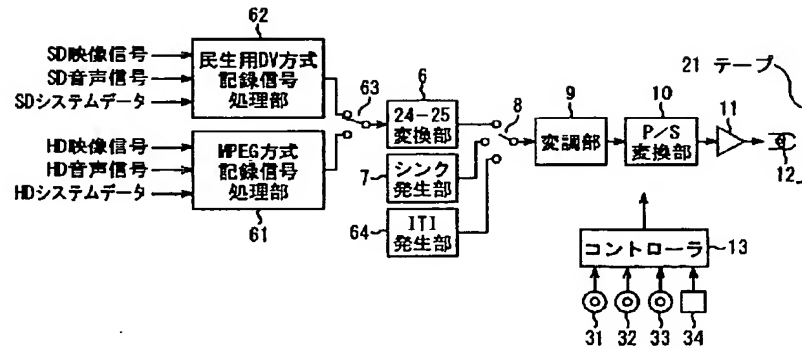 62
SD映像信号
SD音声信号
SDシステムデータ
民生用DV方式
記録信号
処理部
63
HD映像信号
HD音声信号
HDシステムデータ
MPEG方式
記録信号
処理部
61
6
24-25
変換部
7
シンク
発生部
64
ITI
発生部
8
9
変調部
10
P/S
変換部
11
21 テープ
12
コントローラ
13
31
32
33
34